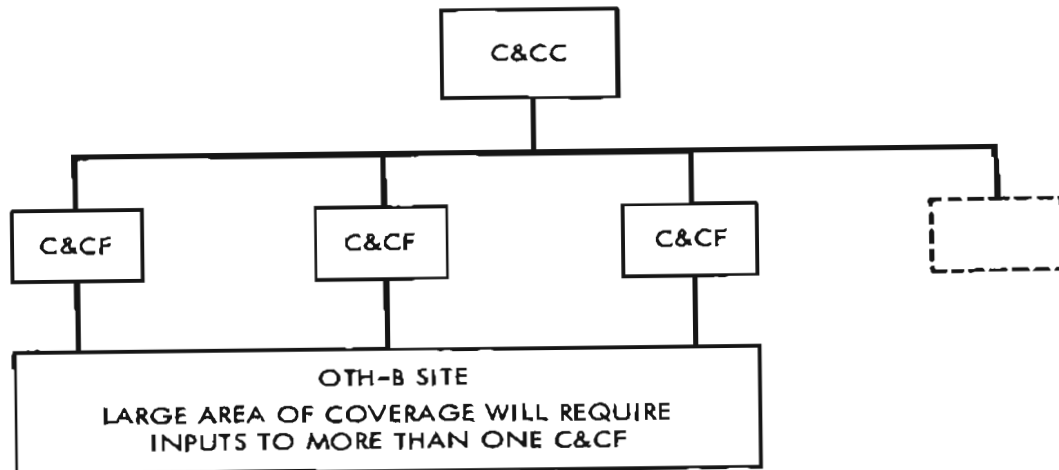 C&CC
C&CF
C&CF
C&CF
OTH-B SITE
LARGE AREA OF COVERAGE WILL REQUIRE
INPUTS TO MORE THAN ONE C&CF